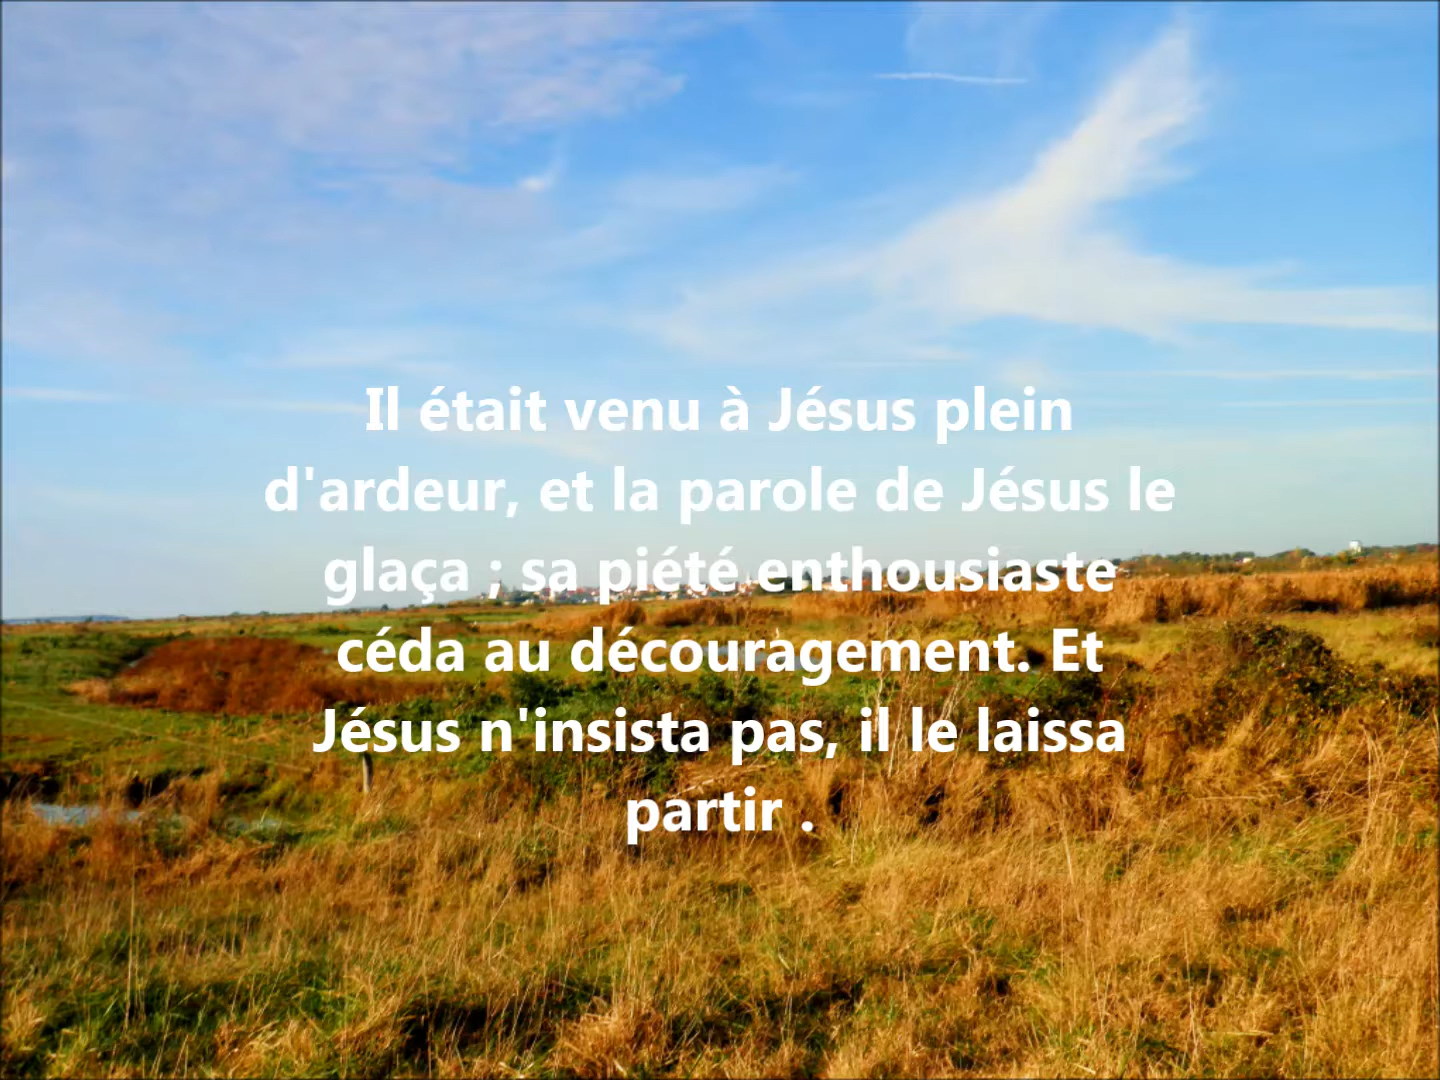 Il était venu à Jésus plein
d'ardeur, et la parole de Jésus le
glaça ; sa piété enthousiaste
céda au découragement. Et
Jésus n'insista pas, il le laissa
partir .